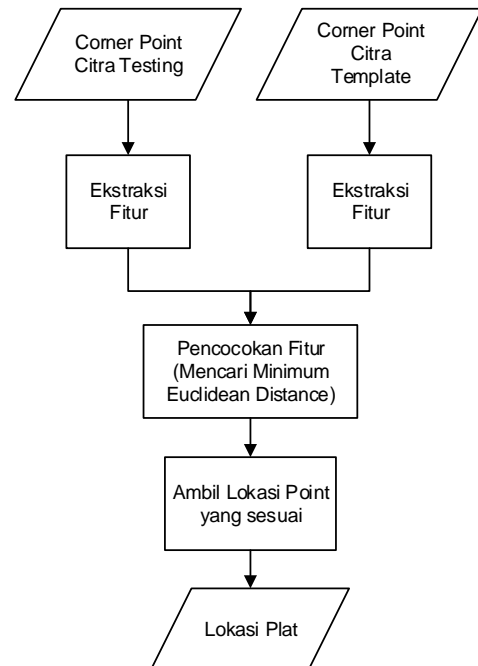 Corner Point
Citra Testing
Corner Point
Citra
Template
Ekstraksi
Fitur
Ekstraksi
Fitur
Pencocokan Fitur
(Mencari Minimum
Euclidean Distance)
Ambil Lokasi Point
yang sesuai
Lokasi Plat